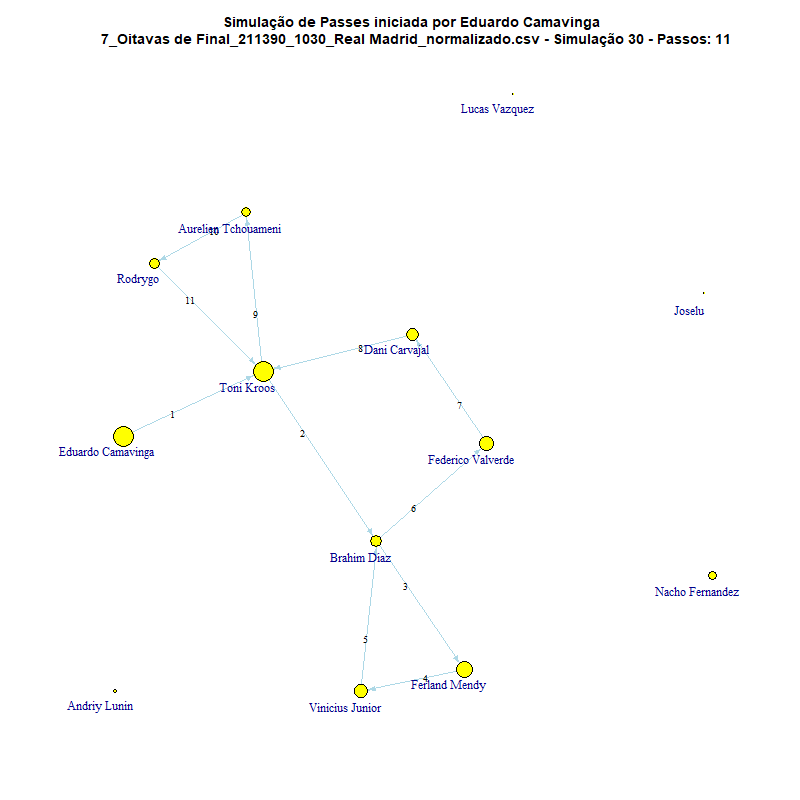 Simulação de Passes iniciada por Eduardo Camavinga
7_Oitavas de Final_211390_1030_Real Madrid_normalizado.csv - Simulação 30 - Passos: 11
Lucas Vazquez
Aurelien Tchouameni
10
Rodrygo
11
9
Joselu
8
Dani Carvajal
Toni Kroos
1
7
2
Eduardo Camavinga
Federico Valverde
6
Brahim Diaz
3
Nacho Fernandez
5
4
Ferland Mendy
Andriy Lunin
Vinicius Junior